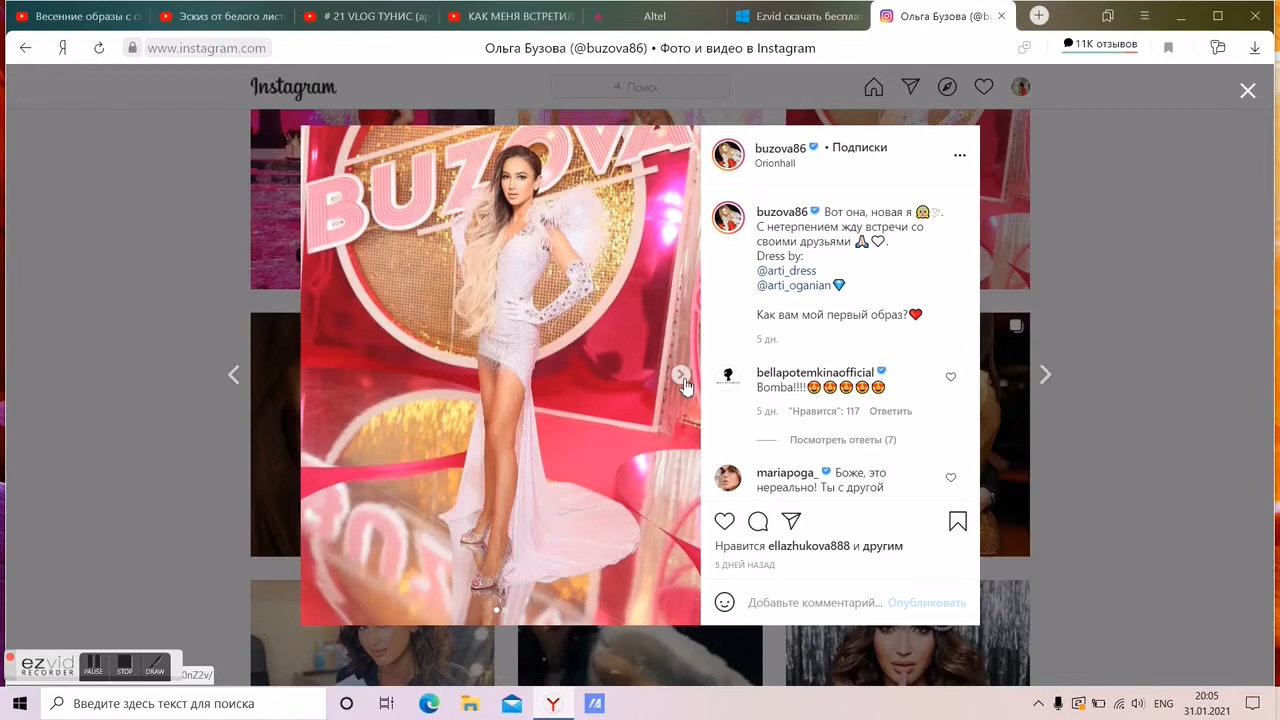 Весенние образы с сı
Эскиз от белого листı
# 21 VLOG ТУНИС (ар
КАК МЕНЯ ВСТРЕТИЛ
Altel
Ezvid скачать беспла
Ольга Бузова (@bu
www.instagram.com
Ольга Бузова (@buzova86) • Фото и видео в Instagram
11K отзывов
Instagram
Поиск
BUZOVA
buzova86 • Подписки
Orionhall
buzova86 Вот она, новая я 👰🏼🕊.
С нетерпением жду встречи со
своими друзьями 🙏🏻🤍.
Dress by:
@arti_dress
@arti_oganian💎
Как вам мой первый образ?❤️
5 дн.
bellapotemkinaofficial
Bomba!!!!😍😍😍😍😍
5 дн. "Нравится": 117 Ответить
Посмотреть ответы (7)
mariapoga_ Боже, это
нереально! Ты с другой
Нравится ellazhukova888 и другим
5 ДНЕЙ НАЗАД
Добавьте комментарий... Опубликовать
ezvid
RECORDER
PAUSE
STOP
DRAW
0nZ2v/
Введите здесь текст для поиска
ENG
20:05
31.01.2021